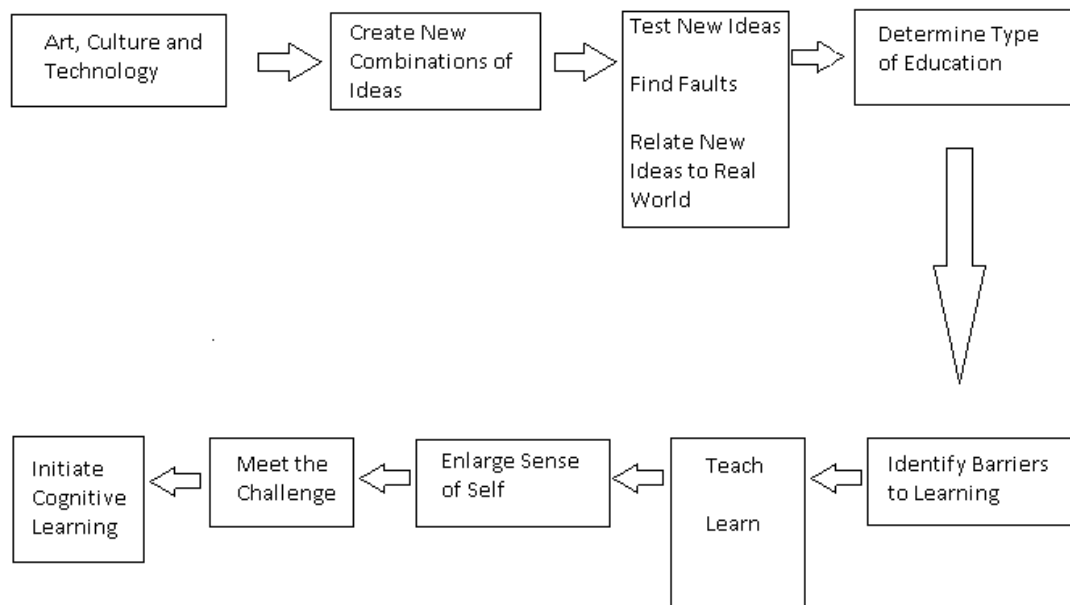 Art, Culture and
Technology
Create New
Combinations of
Ideas
Test New Ideas
Find Faults
Relate New
Ideas to Real
World
Determine Type
of Education
Identify Barriers
to Learning
Teach
Learn
Enlarge Sense
of Self
Meet the
Challenge
Initiate
Cognitive
Learning